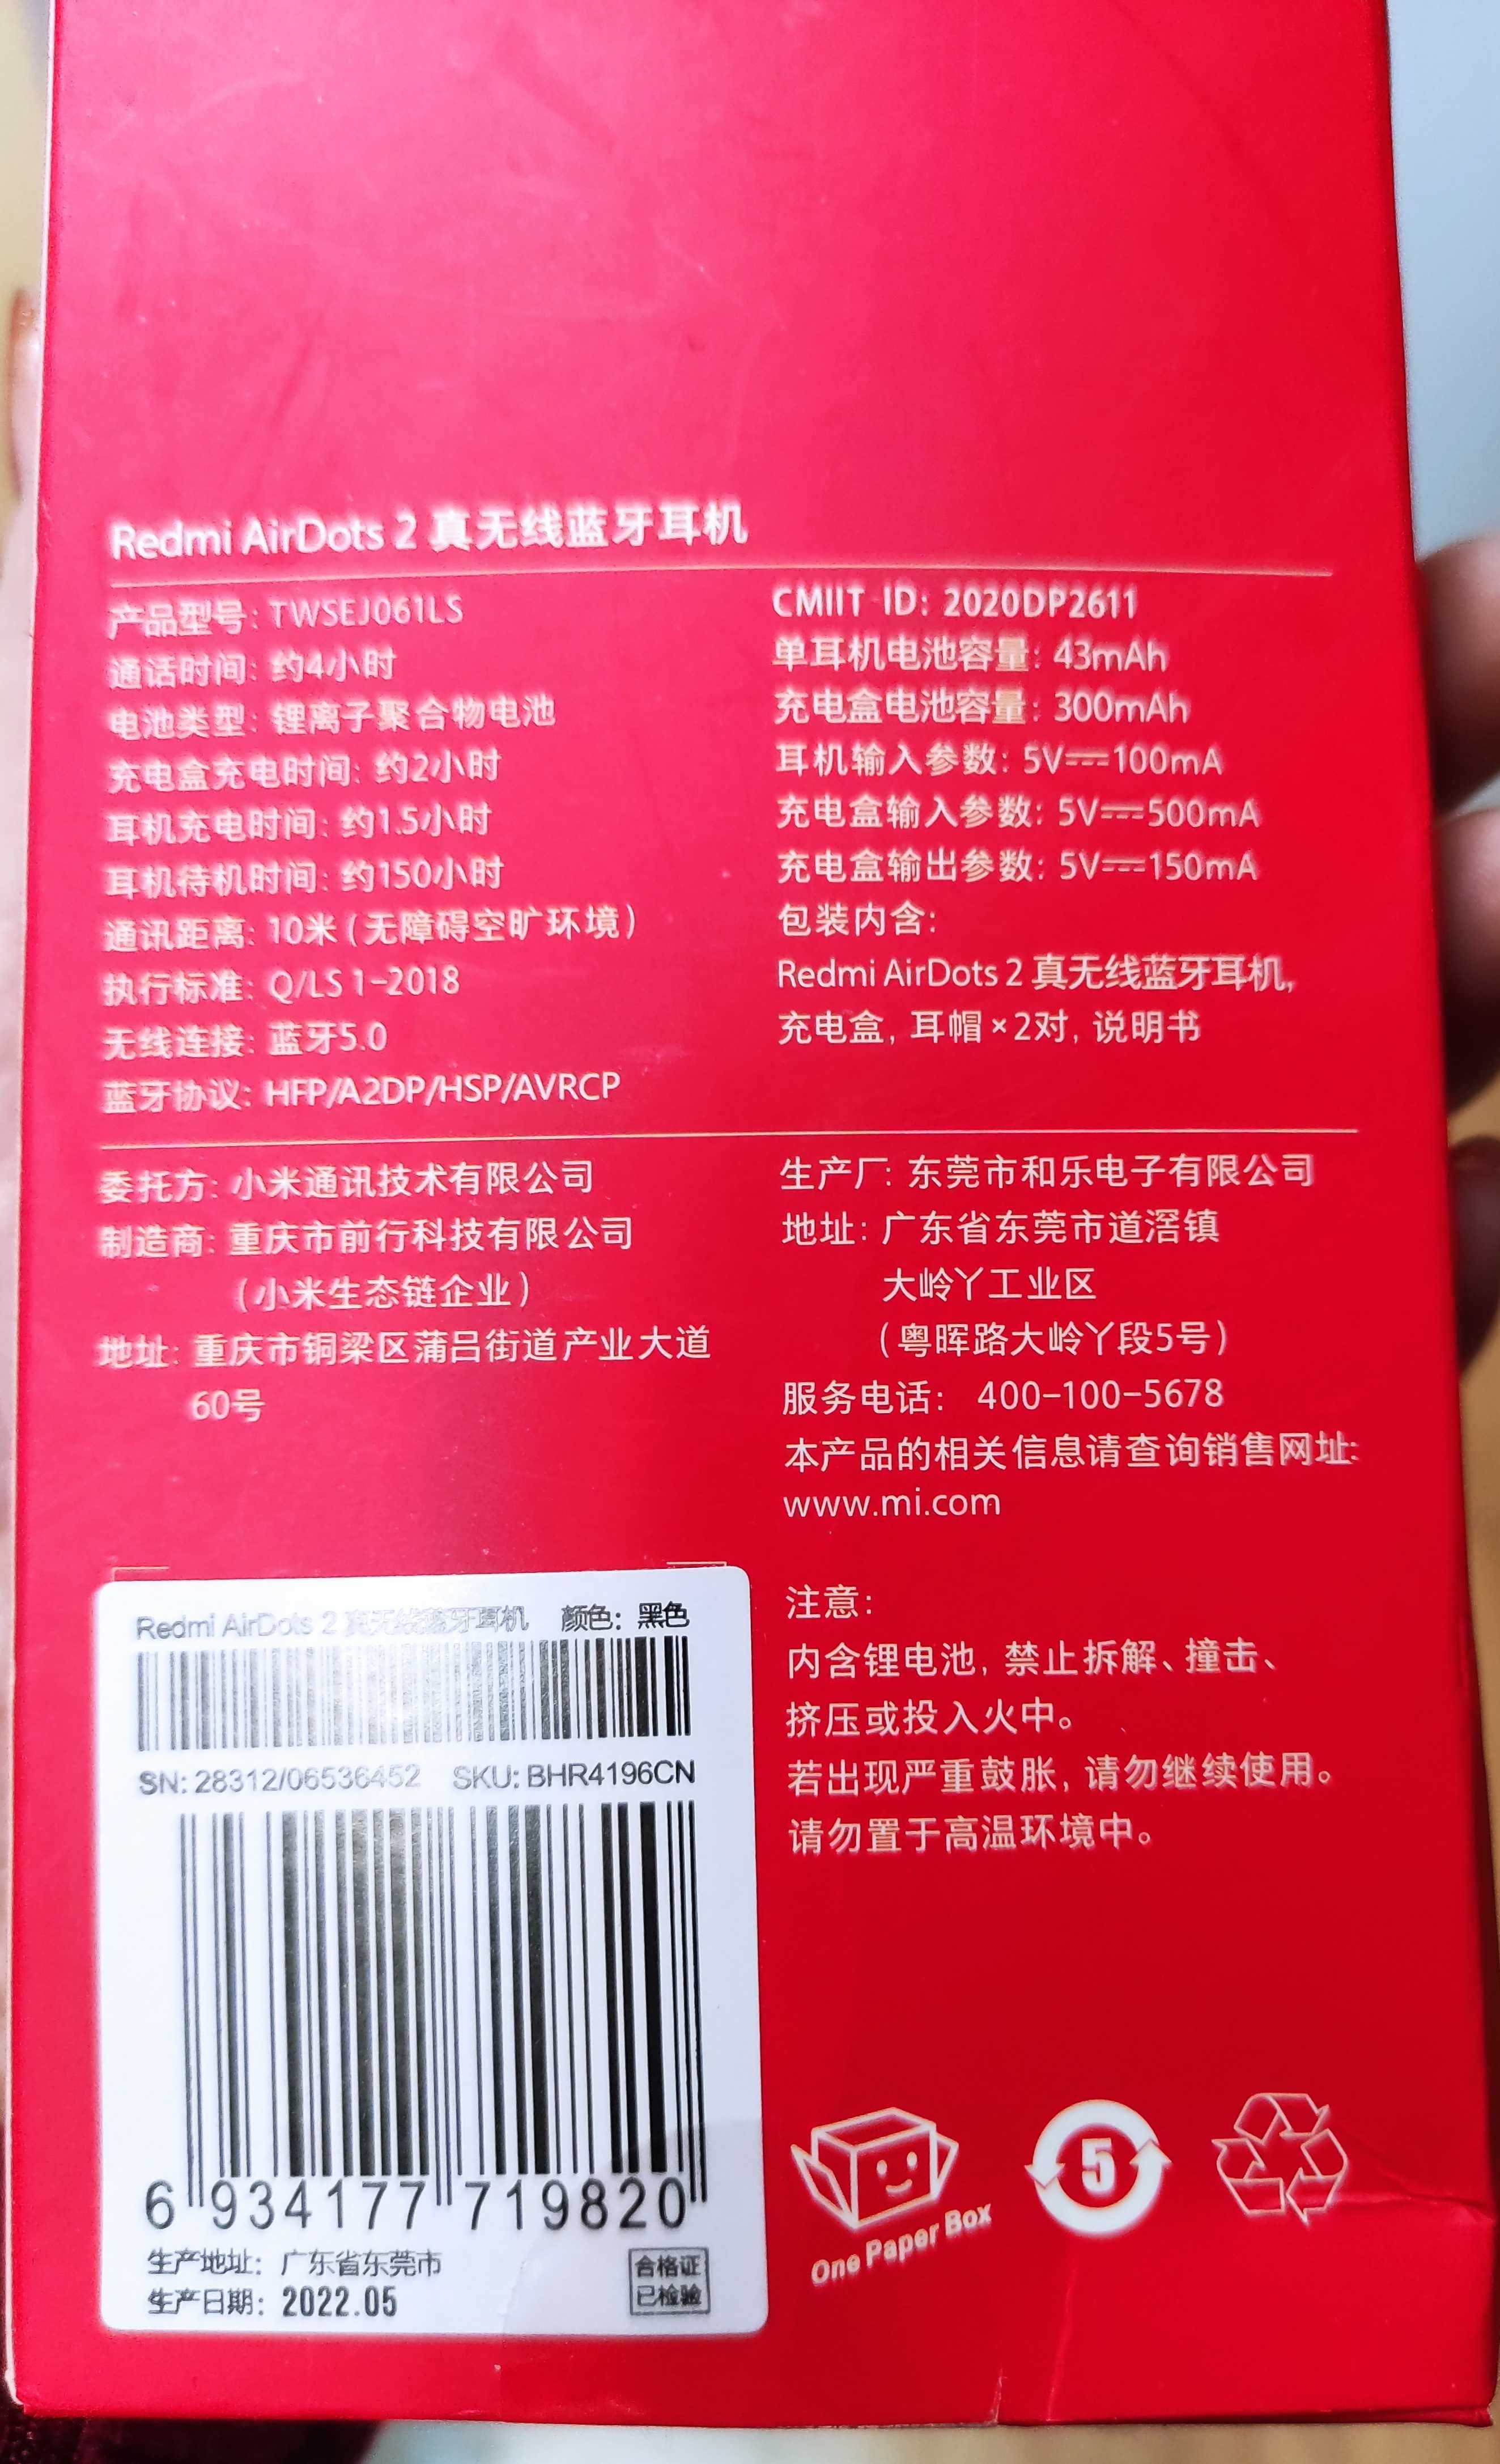 Redmi AirDots 2 真无线蓝牙耳机
产品型号: TWSEJ061LS
通话时间: 约4小时
电池类型: 锂离子聚合物电池
充电盒充电时间: 约2小时
耳机充电时间: 约1.5小时
耳机待机时间: 约150小时
通讯距离: 10米（无障碍空旷环境）
执行标准: Q/LS 1-2018
无线连接: 蓝牙5.0
蓝牙协议: HFP/A2DP/HSP/AVRCP
CMIIT ID: 2020DP2611
单耳机电池容量: 43mAh
充电盒电池容量: 300mAh
耳机输入参数: 5V⎓100mA
充电盒输入参数: 5V⎓500mA
充电盒输出参数: 5V⎓150mA
包装内含:
Redmi AirDots 2 真无线蓝牙耳机,
充电盒, 耳帽×2对, 说明书
委托方: 小米通讯技术有限公司
制造商: 重庆市前行科技有限公司
（小米生态链企业）
地址: 重庆市铜梁区蒲吕街道产业大道
60号
生产厂: 东莞市和乐电子有限公司
地址: 广东省东莞市道滘镇
大岭丫工业区
（粤晖路大岭丫段5号）
服务电话: 400-100-5678
本产品的相关信息请查询销售网址:
www.mi.com
Redmi AirDots 2 真无线蓝牙耳机 颜色: 黑色
SN: 28312/06536452 SKU: BHR4196CN
6 934177 719820
生产地址: 广东省东莞市
生产日期: 2022.05
合格证
已检验
注意:
内含锂电池, 禁止拆解、撞击、
挤压或投入火中。
若出现严重鼓胀, 请勿继续使用。
请勿置于高温环境中。
One Paper Box
5